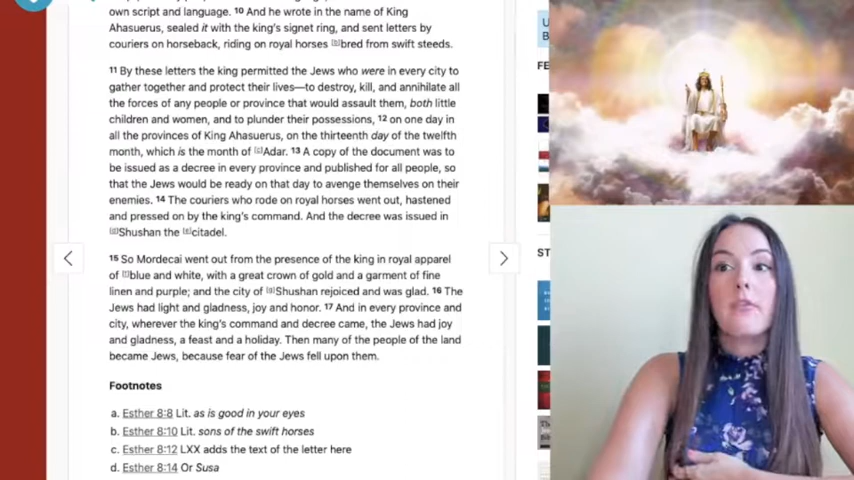 own script and language. 10 And he wrote in the name of King
Ahasuerus, sealed it with the king's signet ring, and sent letters by
couriers on horseback, riding on royal horses [b]bred from swift steeds.
11 By these letters the king permitted the Jews who were in every city to
gather together and protect their lives—to destroy, kill, and annihilate all
the forces of any people or province that would assault them, both little
children and women, and to plunder their possessions, 12 on one day in
all the provinces of King Ahasuerus, on the thirteenth day of the twelfth
month, which is the month of [c]Adar. 13 A copy of the document was to
be issued as a decree in every province and published for all people, so
that the Jews would be ready on that day to avenge themselves on their
enemies. 14 The couriers who rode on royal horses went out, hastened
and pressed on by the king's command. And the decree was issued in
[d]Shushan the [e]citadel.
15 So Mordecai went out from the presence of the king in royal apparel
of [f]blue and white, with a great crown of gold and a garment of fine
linen and purple; and the city of [g]Shushan rejoiced and was glad. 16 The
Jews had light and gladness, joy and honor. 17 And in every province and
city, wherever the king's command and decree came, the Jews had joy
and gladness, a feast and a holiday. Then many of the people of the land
became Jews, because fear of the Jews fell upon them.
Footnotes
a. Esther 8:8 Lit. as is good in your eyes
b. Esther 8:10 Lit. sons of the swift horses
c. Esther 8:12 LXX adds the text of the letter here
d. Esther 8:14 Or Susa
U
B
FE
ST